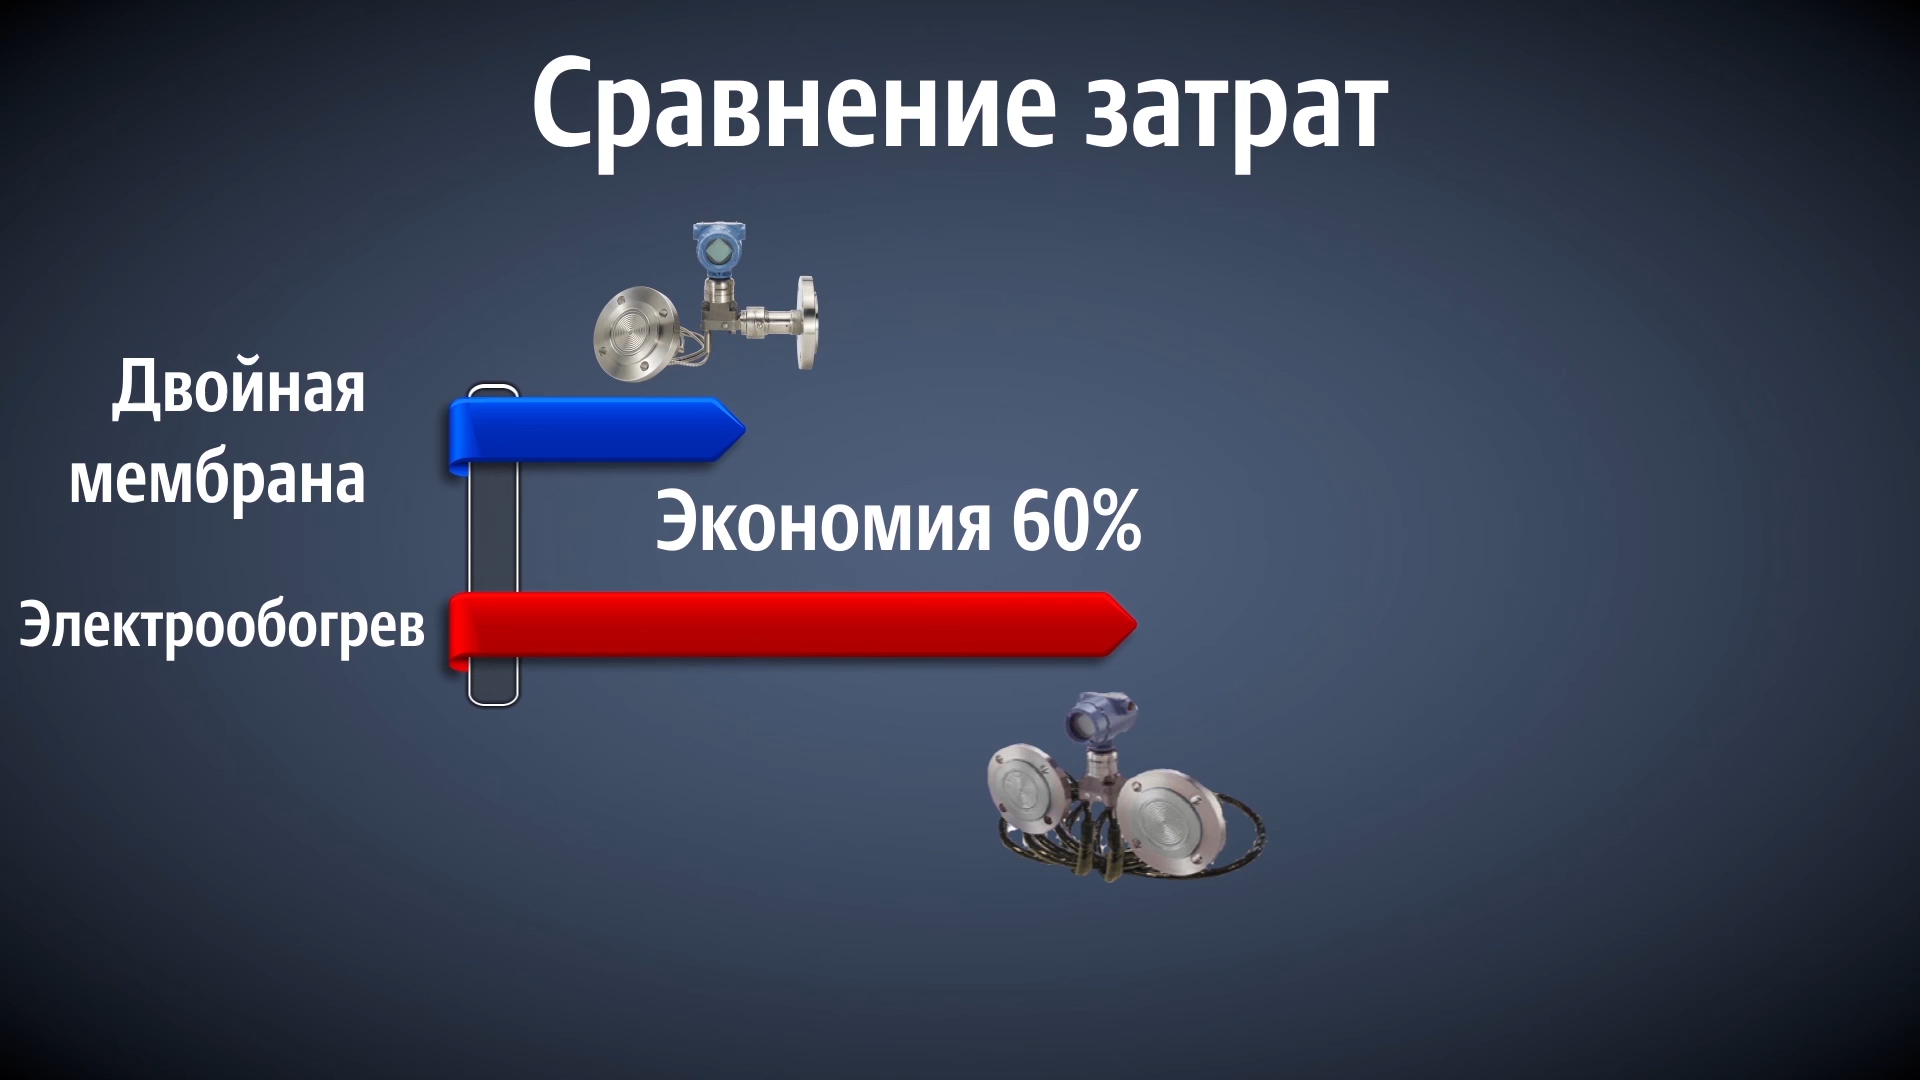 Сравнение затрат
Двойная
мембрана
Экономия 60%
Электрообогрев